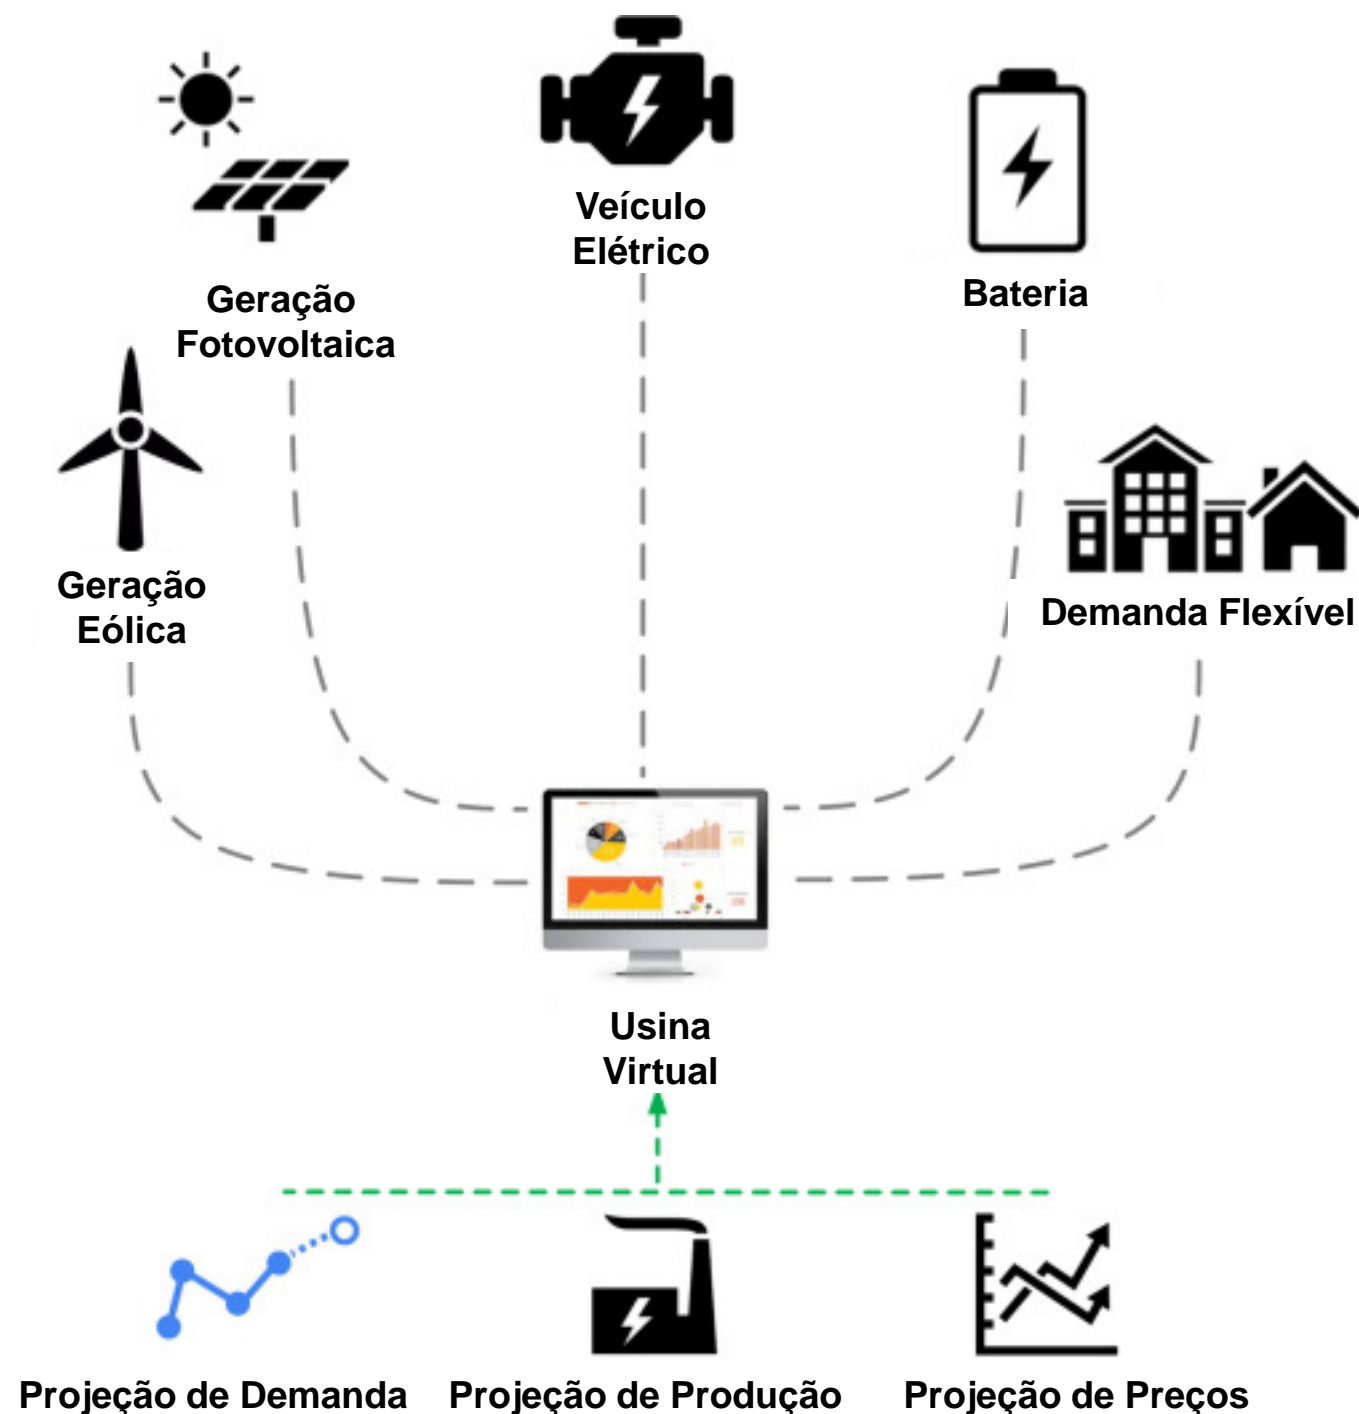 Veículo
Elétrico
Geração
Fotovoltaica
Bateria
Geração
Eólica
Demanda Flexível
Usina
Virtual
Projeção de Demanda
Projeção de Produção
Projeção de Preços